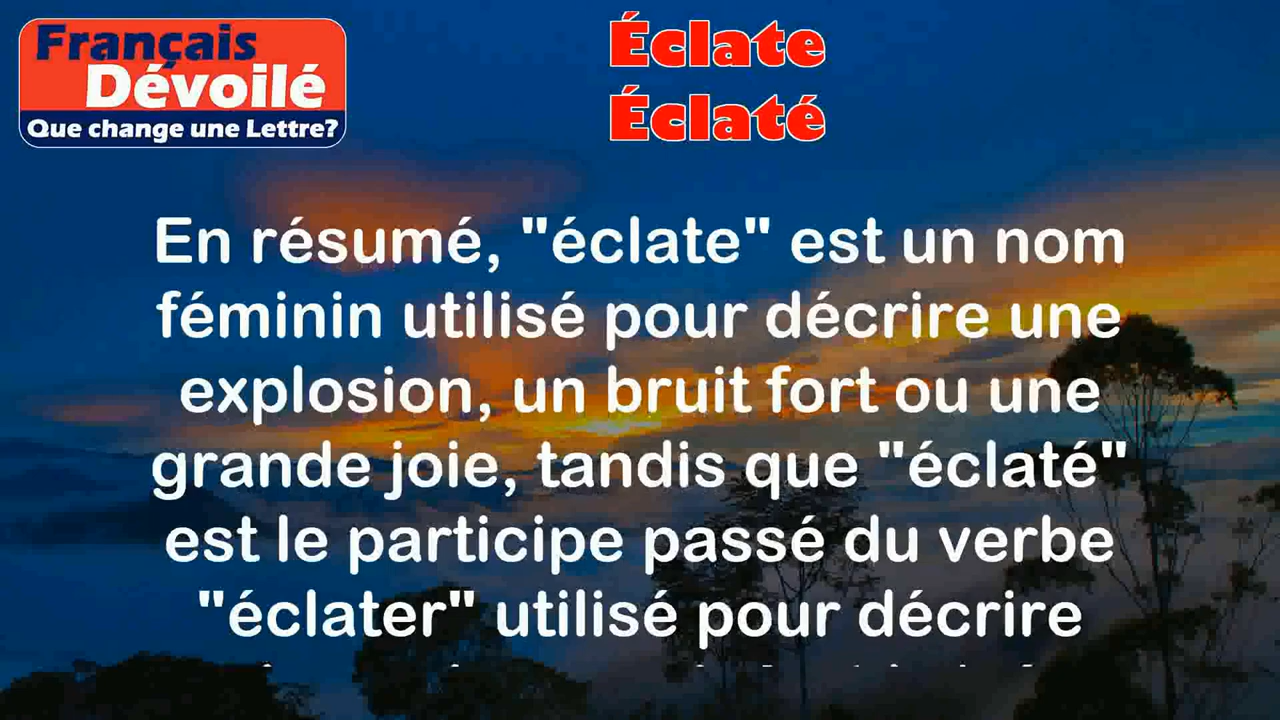 Français
Dévoilé
Que change une Lettre?
Éclate
Éclaté
En résumé, "éclate" est un nom
féminin utilisé pour décrire une
explosion, un bruit fort ou une
grande joie, tandis que "éclaté"
est le participe passé du verbe
"éclater" utilisé pour décrire